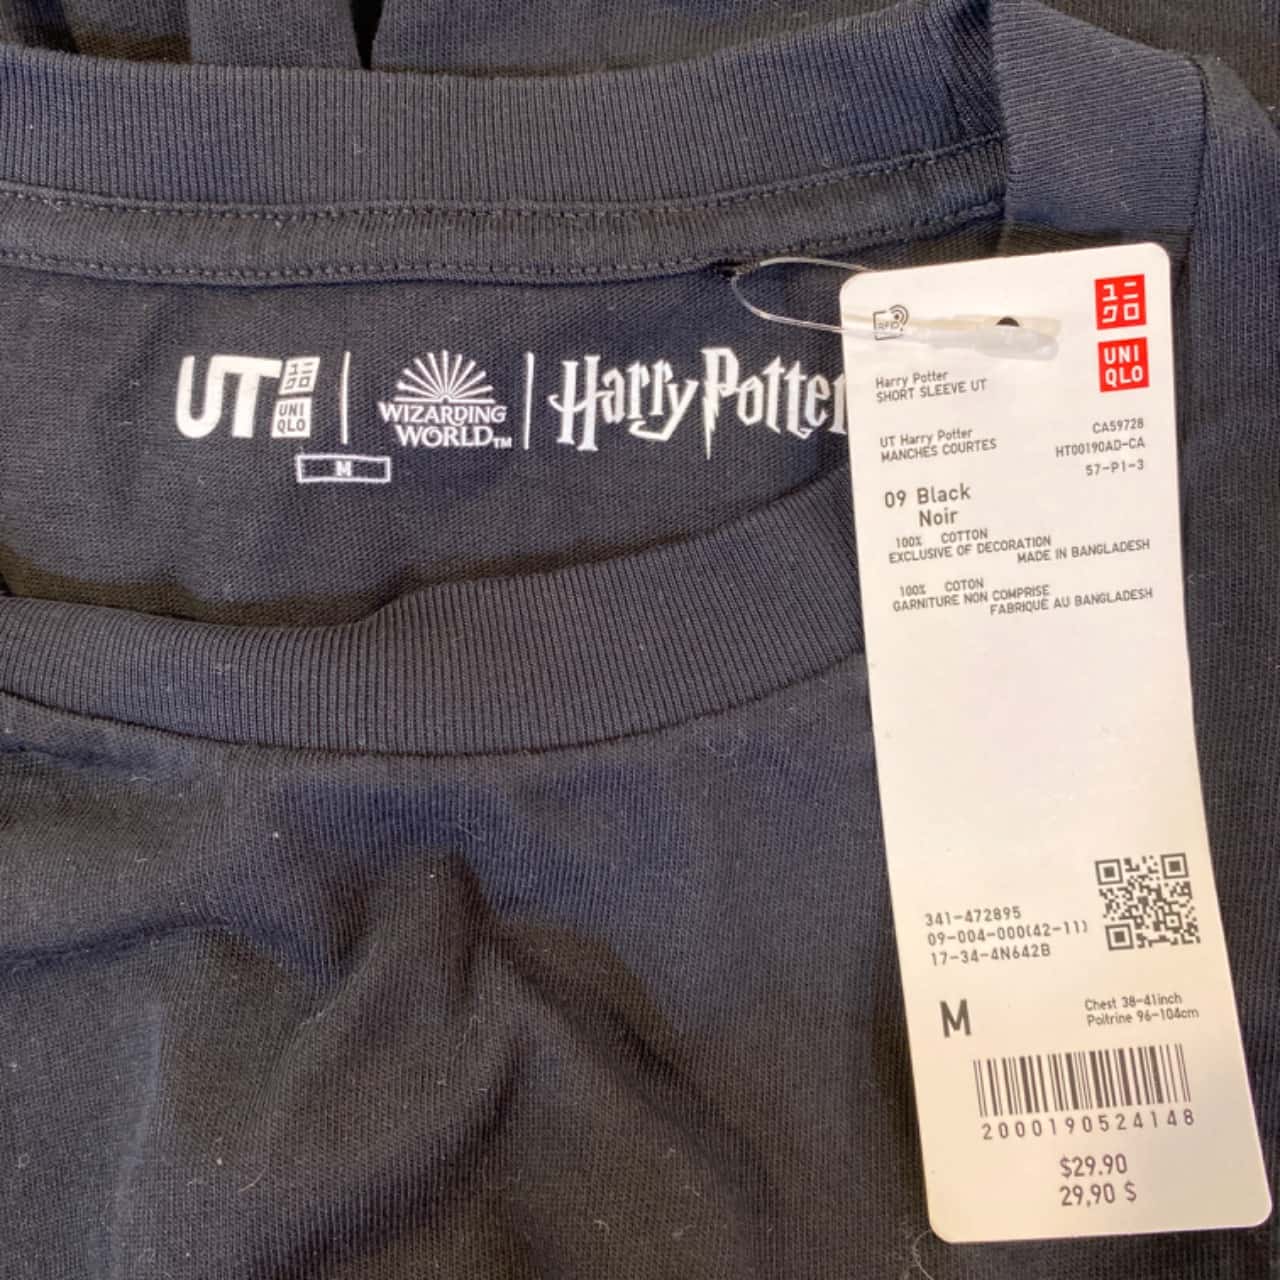 UT ユニクロ UNIQLO | WIZARDING WORLD™ | Harry Potter
M
RFID
ユニクロ
UNI
QLO
Harry Potter
SHORT SLEEVE UT
UT Harry Potter
MANCHES COURTES
CA59728
HT00190AD-CA
57-P1-3
09 Black
Noir
100% COTTON
EXCLUSIVE OF DECORATION
MADE IN BANGLADESH
100% COTON
GARNITURE NON COMPRISE
FABRIQUÉ AU BANGLADESH
341-472895
09-004-000(42-11)
17-34-4N642B
M
Chest 38-41inch
Poitrine 96-104cm
2000190524148
$29.90
29,90 $